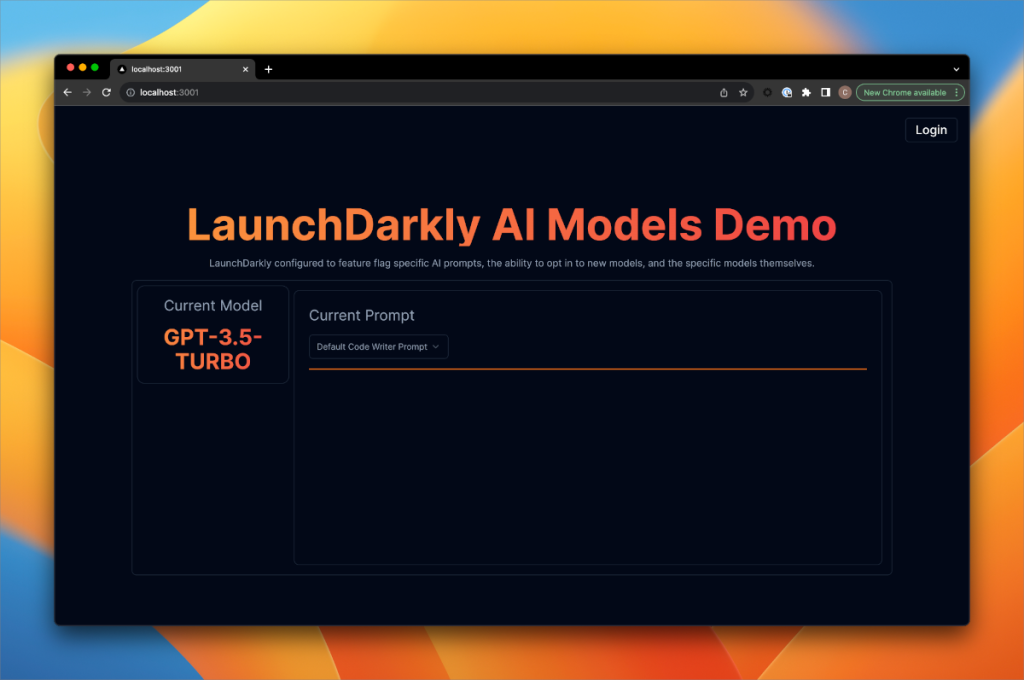 localhost:3001
localhost:3001
C
New Chrome available
Login
LaunchDarkly AI Models Demo
LaunchDarkly configured to feature flag specific AI prompts, the ability to opt in to new models, and the specific models themselves.
Current Model
GPT-3.5-
TURBO
Current Prompt
Default Code Writer Prompt